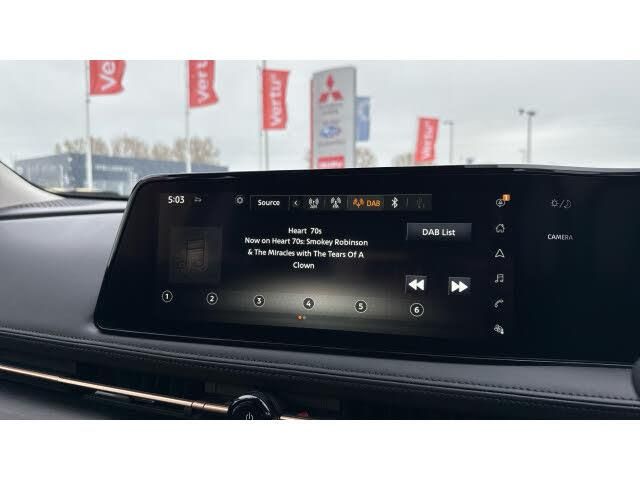 Vertu
Vertu
Vertu
Vertu
5:03
Source
DAB
1
Heart 70s
Now on Heart 70s: Smokey Robinson
& The Miracles with The Tears Of A
Clown
DAB List
CAMERA
1
2
3
4
5
6